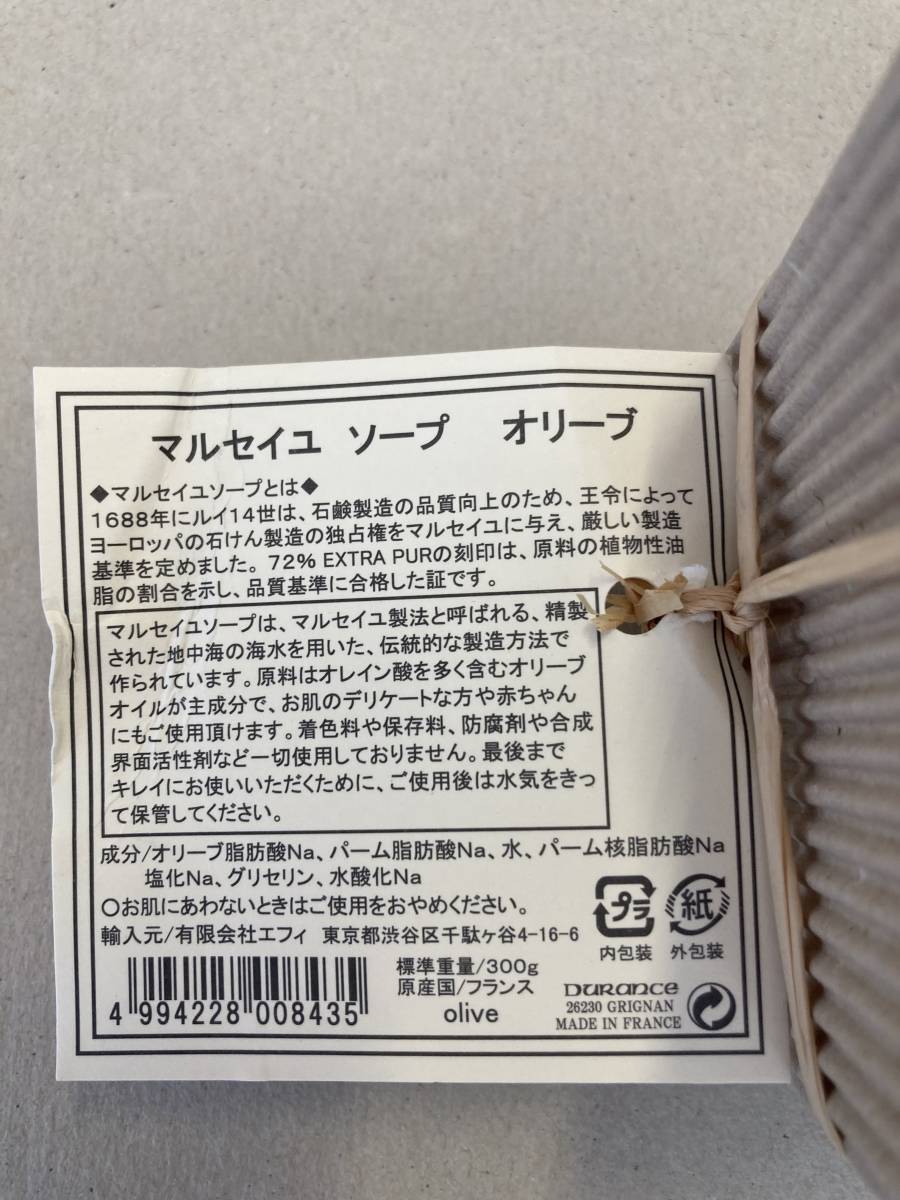 マルセイユ ソープ オリーブ
◆マルセイユソープとは◆
1688年にルイ14世は、石鹸製造の品質向上のため、王令によって
ヨーロッパの石けん製造の独占権をマルセイユに与え、厳しい製造
基準を定めました。72% EXTRA PURの刻印は、原料の植物性油
脂の割合を示し、品質基準に合格した証です。
マルセイユソープは、マルセイユ製法と呼ばれる、精製
された地中海の海水を用いた、伝統的な製造方法で
作られています。原料はオレイン酸を多く含むオリーブ
オイルが主成分で、お肌のデリケートな方や赤ちゃん
にもご使用頂けます。着色料や保存料、防腐剤や合成
界面活性剤など一切使用しておりません。最後まで
キレイにお使いいただくために、ご使用後は水気をきっ
て保管してください。
成分/オリーブ脂肪酸Na、パーム脂肪酸Na、水、パーム核脂肪酸Na
塩化Na、グリセリン、水酸化Na
○お肌にあわないときはご使用をおやめください。
輸入元/有限会社エフィ 東京都渋谷区千駄ヶ谷4-16-6
プラ
内包装
紙
外包装
4 994228 008435
標準重量/300g
原産国/フランス
olive
DURANCE
26230 GRIGNAN
MADE IN FRANCE